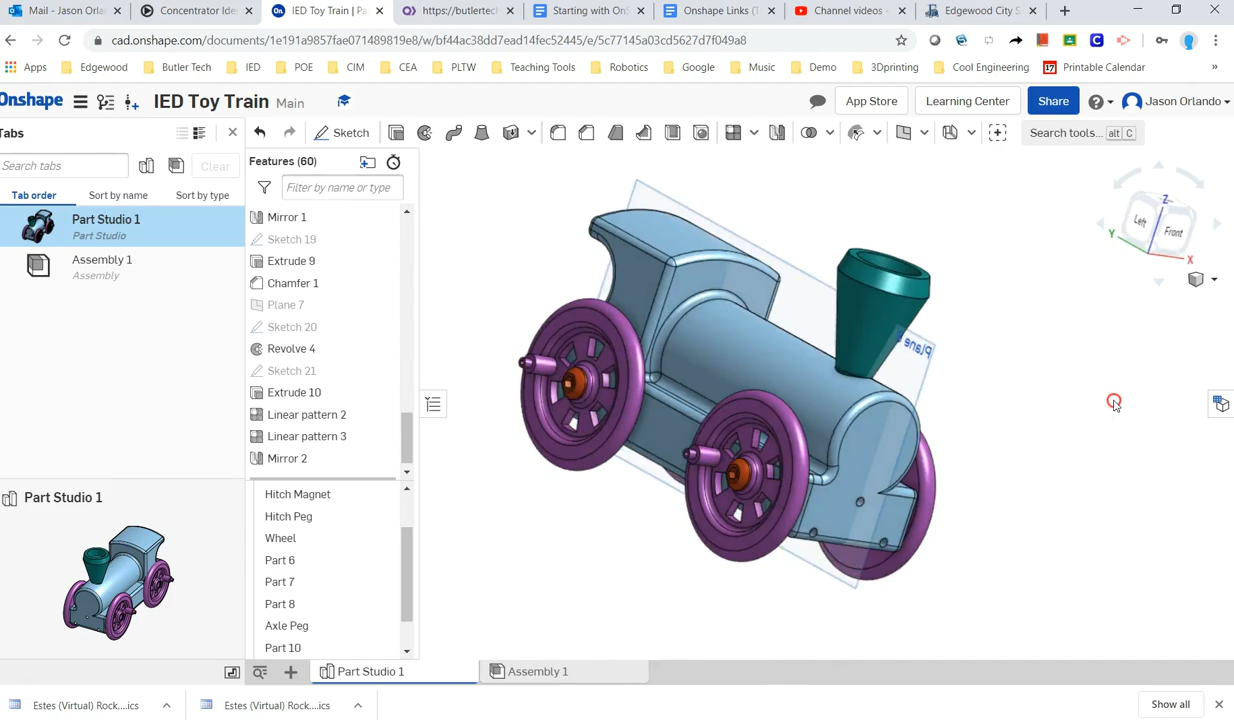 Mail - Jason Orlan
Concentrator Ide
IED Toy Train | Pa
https://butlertec
Starting with OnS
Onshape Links (T
Channel videos -
Edgewood City S
cad.onshape.com/documents/1e191a9857fae071489819e8/w/bf44ac38dd7ead14fec52445/e/5c77145a03cd5627d7f049a8
Apps
Edgewood
Butler Tech
IED
POE
CIM
CEA
PLTW
Teaching Tools
Robotics
Google
Music
Demo
3Dprinting
Cool Engineering
17
Printable Calendar
»
Onshape
IED Toy Train
Main
App Store
Learning Center
Share
Jason Orlando
Tabs
Sketch
Search tools...
alt C
Search tabs
Clear
Tab order
Sort by name
Sort by type
Part Studio 1
Part Studio
Assembly 1
Assembly
Part Studio 1
Features (60)
Filter by name or type
Mirror 1
Sketch 19
Extrude 9
Chamfer 1
Plane 7
Sketch 20
Revolve 4
Sketch 21
Extrude 10
Linear pattern 2
Linear pattern 3
Mirror 2
Hitch Magnet
Hitch Peg
Wheel
Part 6
Part 7
Part 8
Axle Peg
Part 10
Plane
Z
Left
Front
Y
X
Part Studio 1
Assembly 1
Estes (Virtual) Rock....ics
Estes (Virtual) Rock....ics
Show all